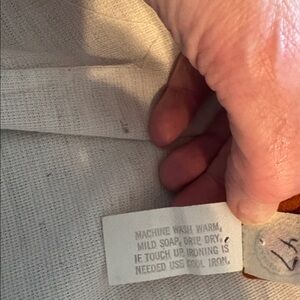 MACHINE WASH WARM,
MILD SOAP, DRIP DRY.
IF TOUCH UP IRONING IS
NEEDED USE COOL IRON.